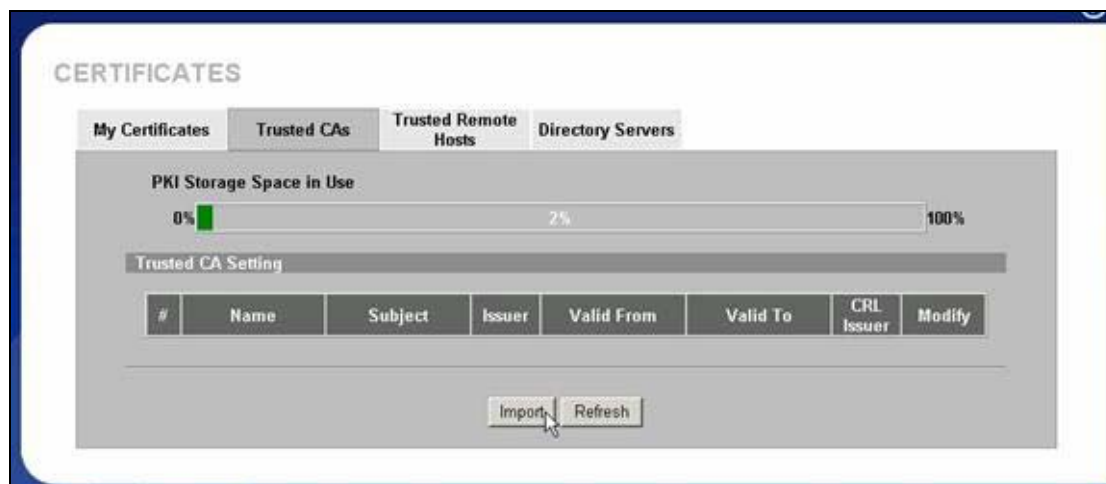 CERTIFICATES
My Certificates
Trusted CAs
Trusted Remote
Hosts
Directory Servers
PKI Storage Space in Use
0% 2% 100%
Trusted CA Setting
# Name Subject Issuer Valid From Valid To CRL Issuer Modify
Import Refresh